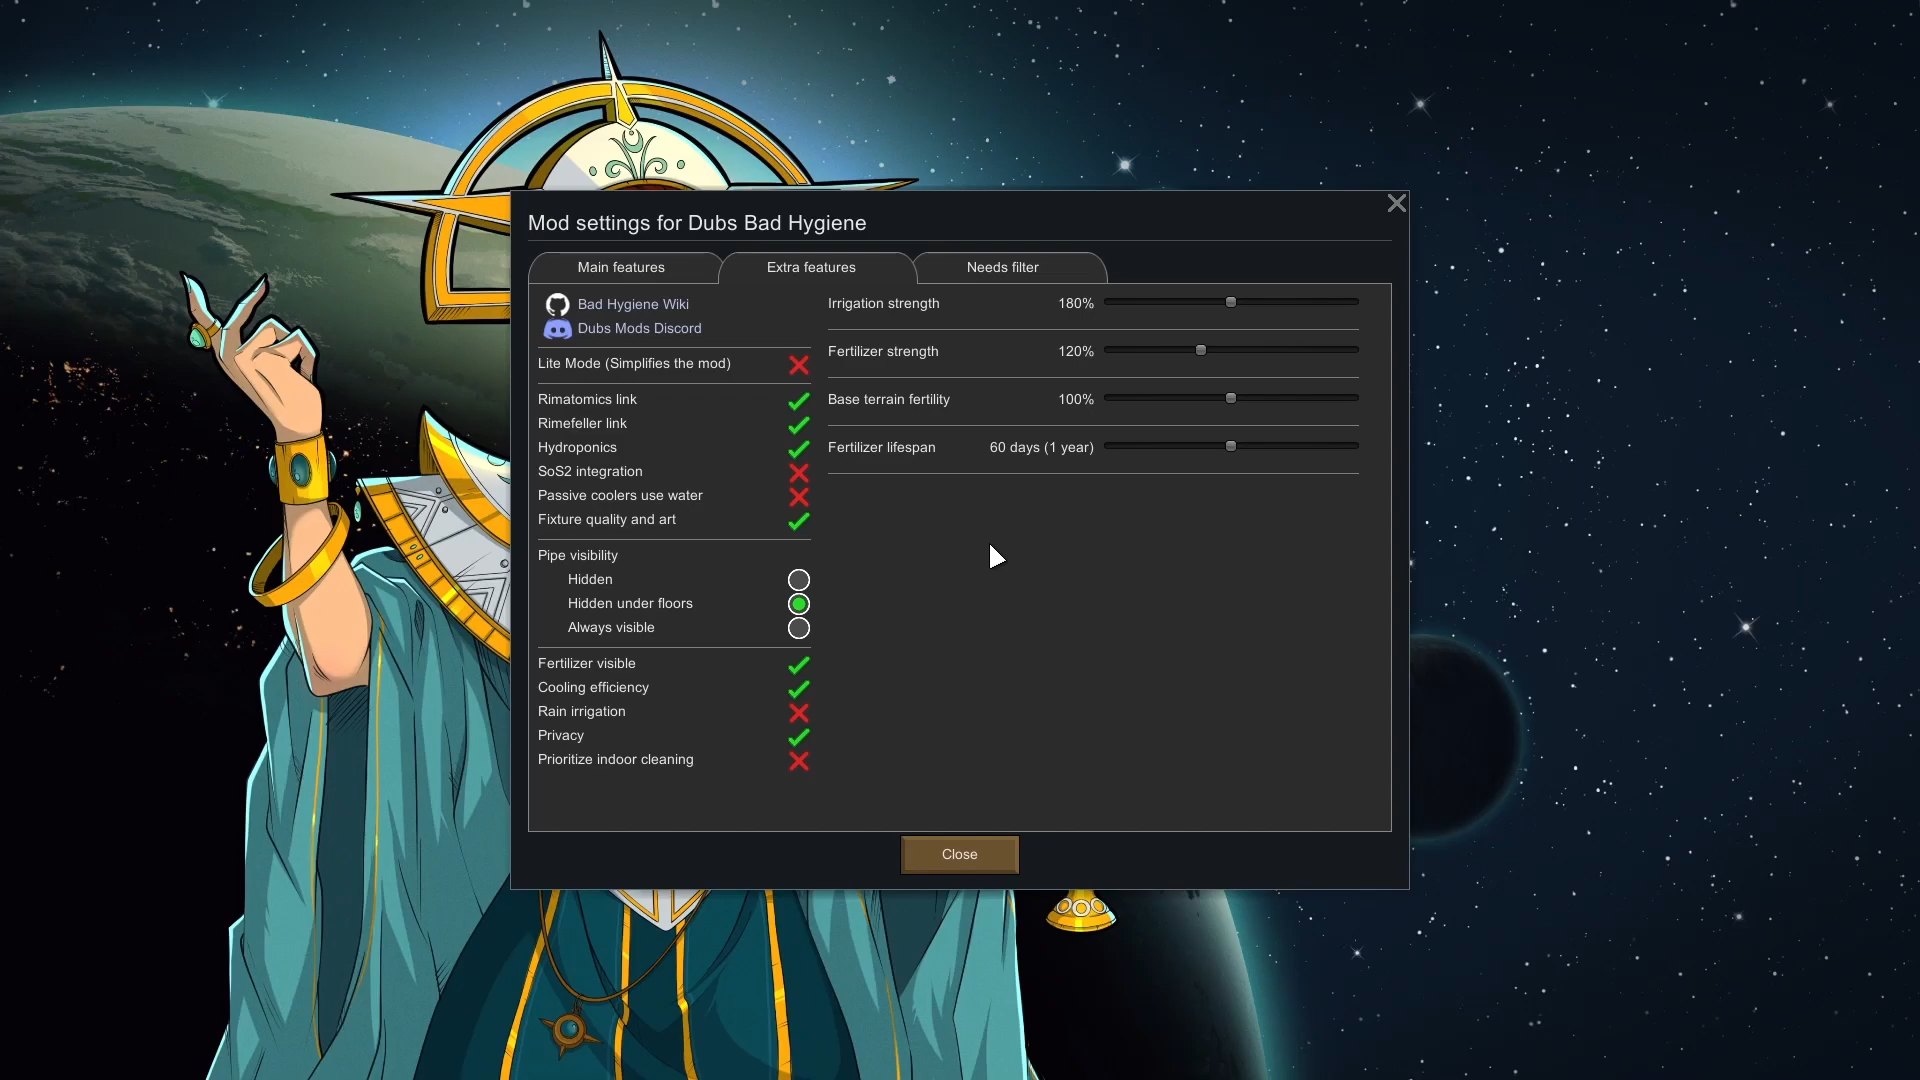 Mod settings for Dubs Bad Hygiene
Main features
Extra features
Needs filter
Bad Hygiene Wiki
Dubs Mods Discord
Lite Mode (Simplifies the mod)
Rimatomics link
Rimefeller link
Hydroponics
SoS2 integration
Passive coolers use water
Fixture quality and art
Pipe visibility
Hidden
Hidden under floors
Always visible
Fertilizer visible
Cooling efficiency
Rain irrigation
Privacy
Prioritize indoor cleaning
Irrigation strength 180%
Fertilizer strength 120%
Base terrain fertility 100%
Fertilizer lifespan 60 days (1 year)
Close